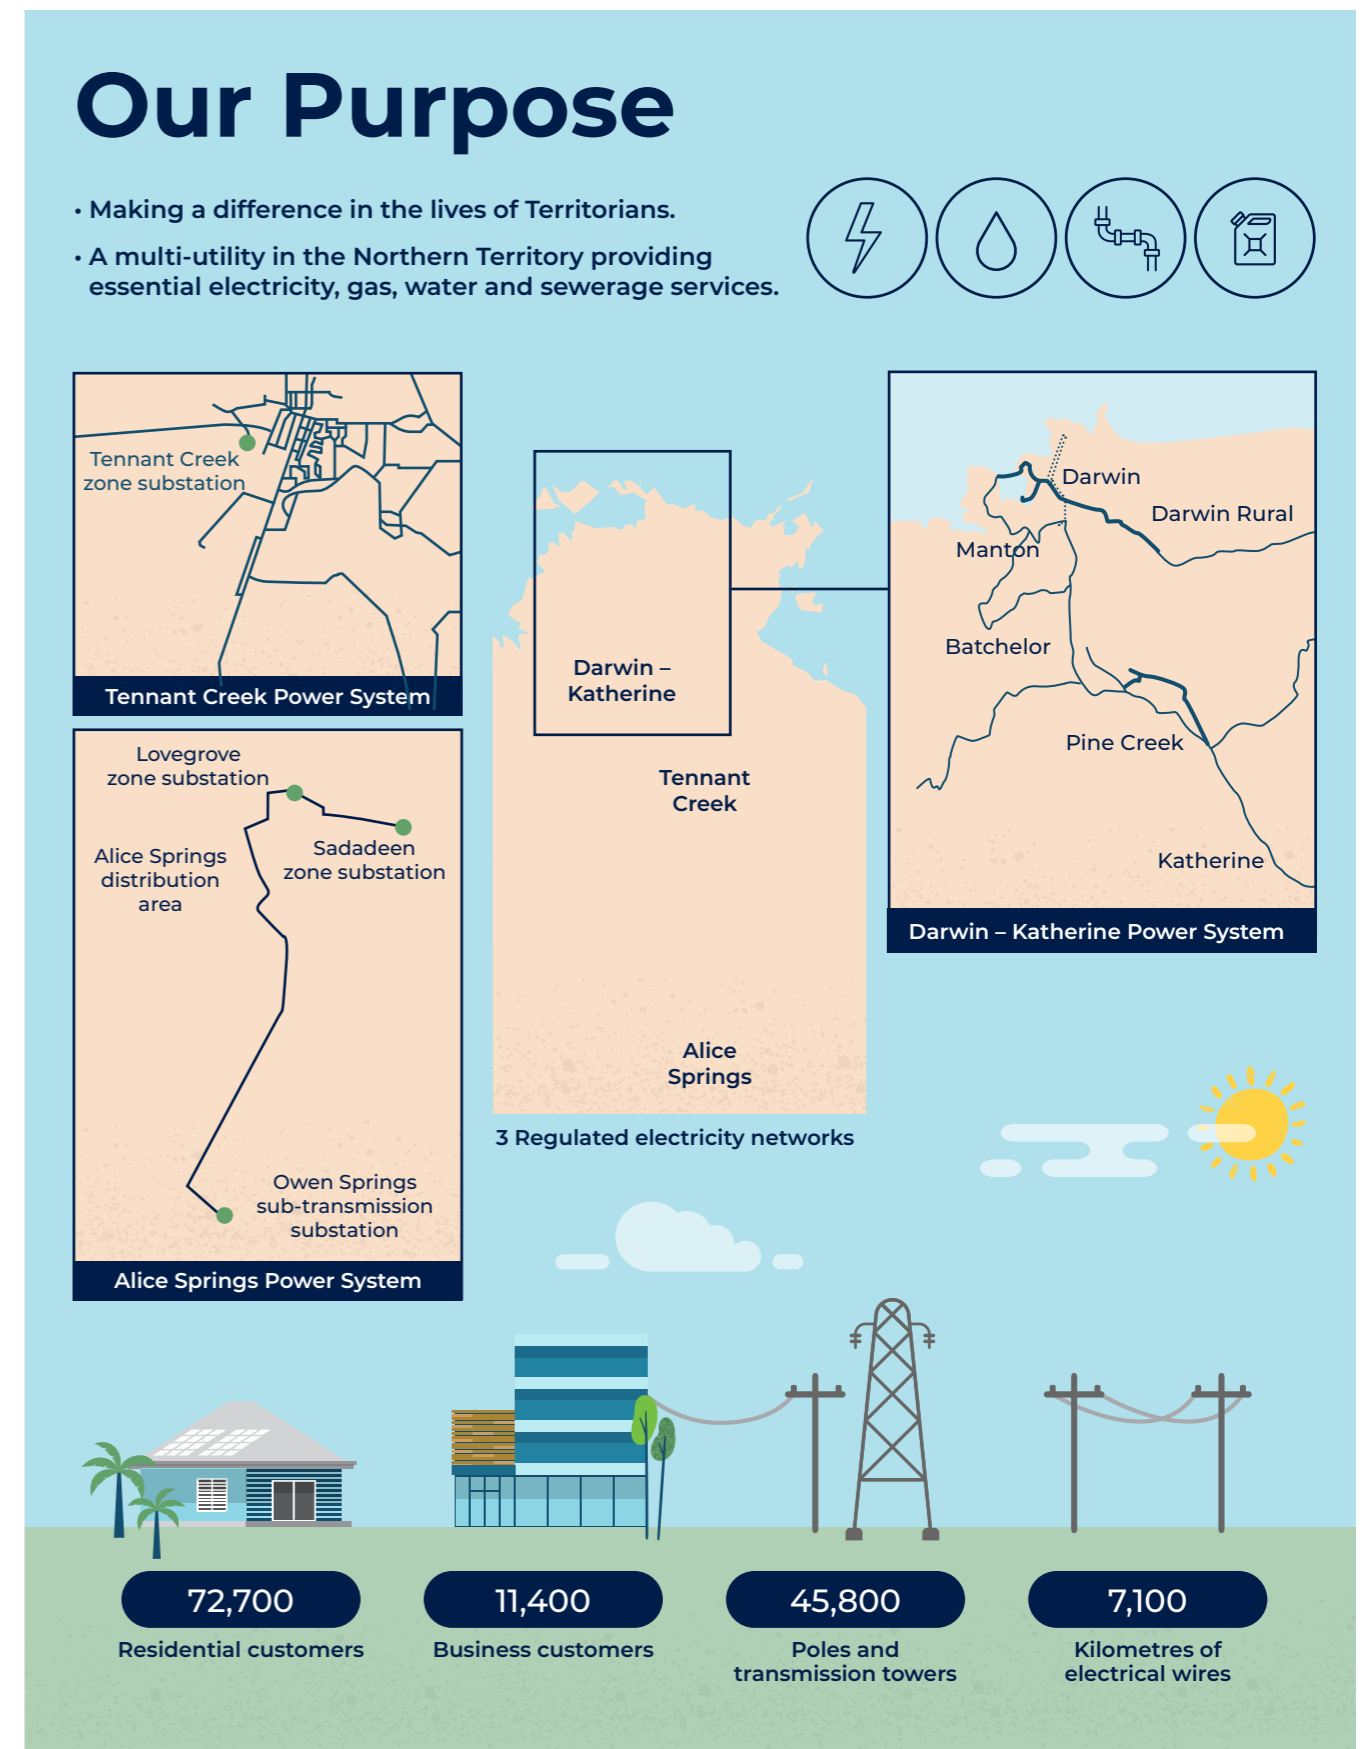 Our Purpose
• Making a difference in the lives of Territorians.
• A multi-utility in the Northern Territory providing
essential electricity, gas, water and sewerage services.
Tennant Creek
zone substation
Tennant Creek Power System
Lovegrove
zone substation
Alice Springs
distribution
area
Sadadeen
zone substation
Owen Springs
sub-transmission
substation
Alice Springs Power System
Darwin –
Katherine
Tennant
Creek
Alice
Springs
3 Regulated electricity networks
Darwin
Darwin Rural
Manton
Batchelor
Pine Creek
Katherine
Darwin – Katherine Power System
72,700
Residential customers
11,400
Business customers
45,800
Poles and
transmission towers
7,100
Kilometres of
electrical wires